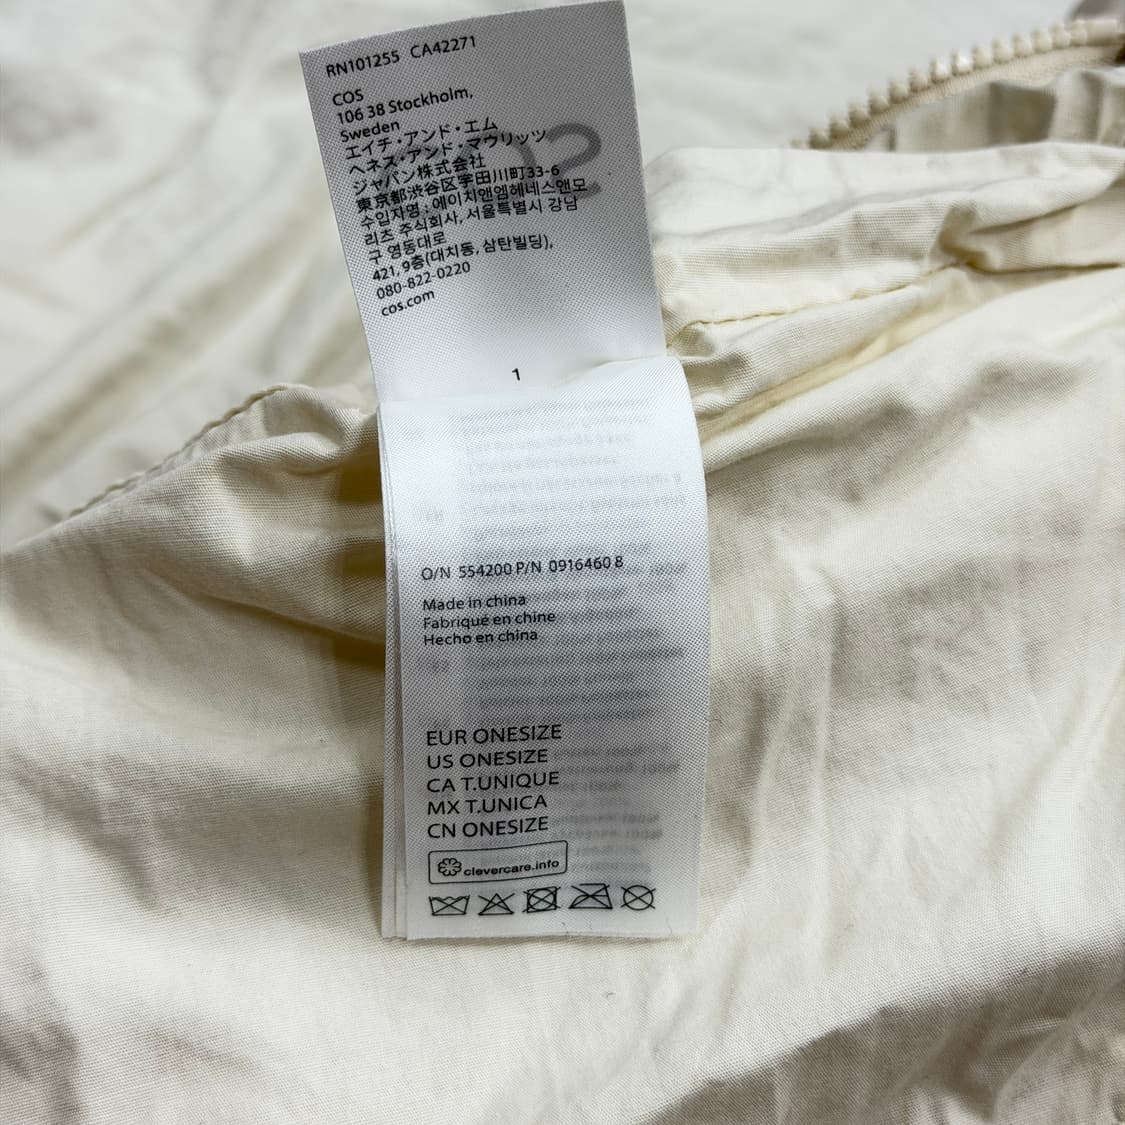 RN101255 CA42271
COS
106 38 Stockholm,
Sweden
エイチ・アンド・エム
ヘネス・アンド・マウリッツ
ジャパン株式会社
東京都渋谷区宇田川町33-6
수입자명 : 에이치앤엠헤네스앤모
리츠 주식회사, 서울특별시 강남
구 영동대로
421, 9층(대치동, 삼탄빌딩),
080-822-0220
cos.com
1
O/N 554200 P/N 0916460 8
Made in china
Fabriqué en chine
Hecho en china
EUR ONESIZE
US ONESIZE
CA T.UNIQUE
MX T.UNICA
CN ONESIZE
clevercare.info